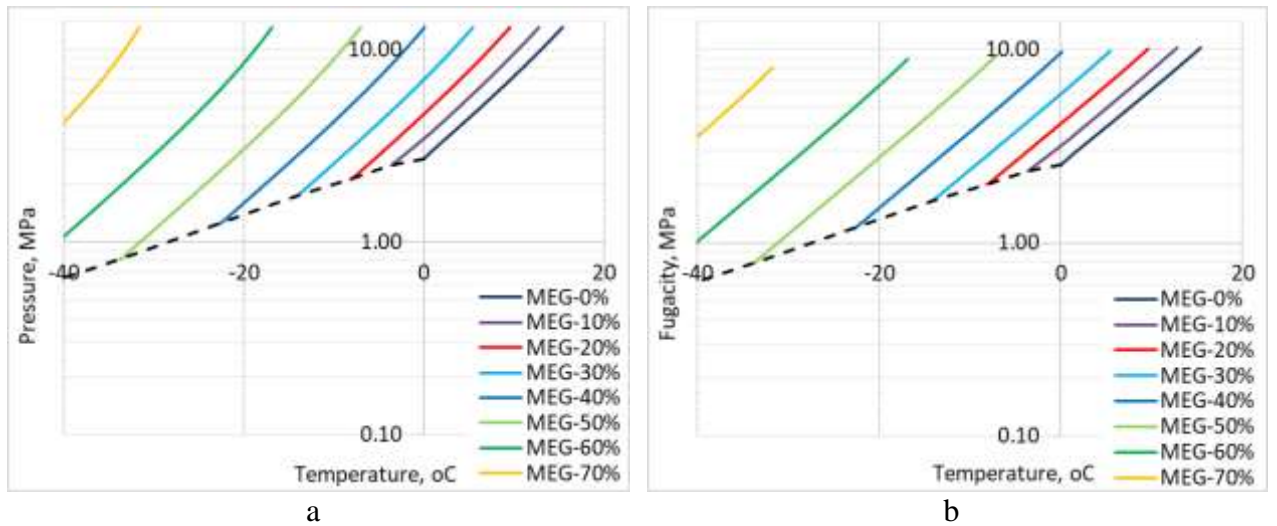 10.00
1.00
-40
-20
0
20
0.10
Pressure, MPa
Temperature, oC
MEG-0%
MEG-10%
MEG-20%
MEG-30%
MEG-40%
MEG-50%
MEG-60%
MEG-70%
a
10.00
1.00
-40
-20
0
20
0.10
Fugacity, MPa
Temperature, oC
MEG-0%
MEG-10%
MEG-20%
MEG-30%
MEG-40%
MEG-50%
MEG-60%
MEG-70%
b